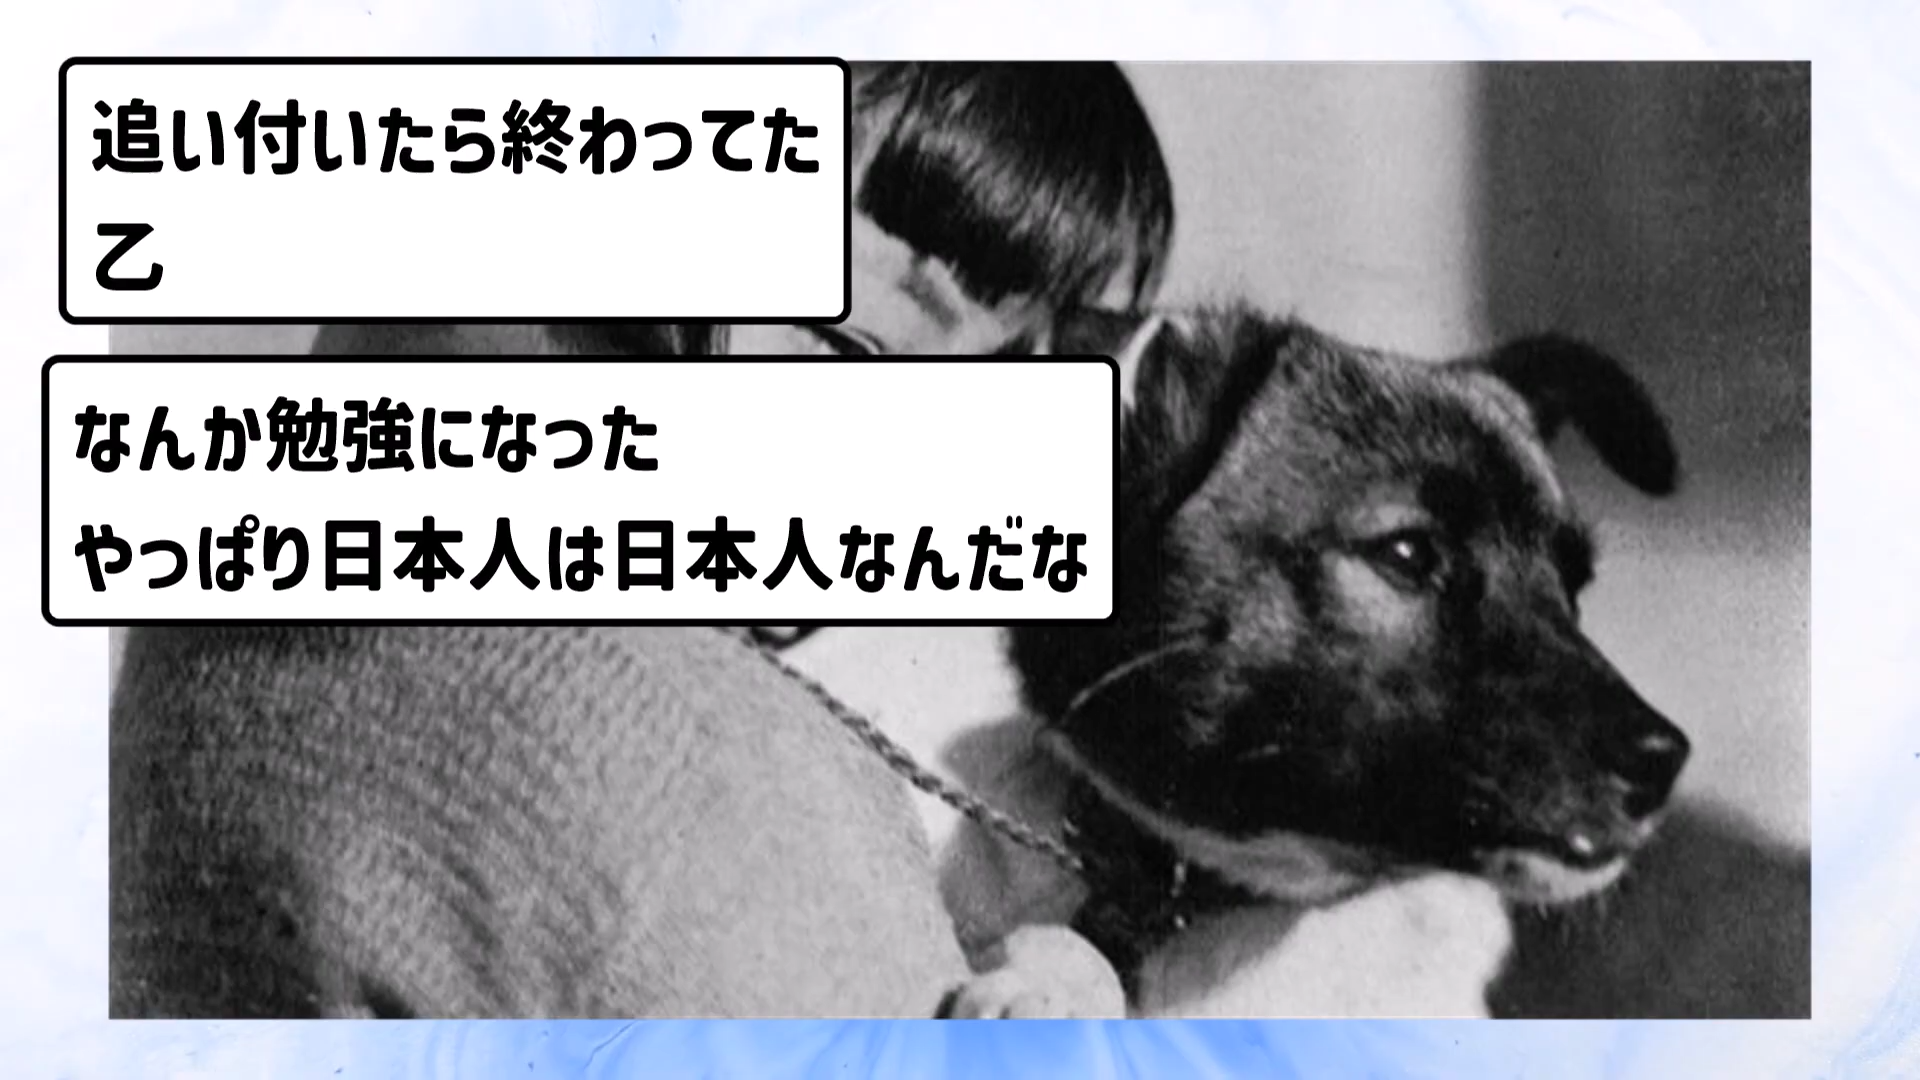 追い付いたら終わってた
乙
なんか勉強になった
やっぱり日本人は日本人なんだな